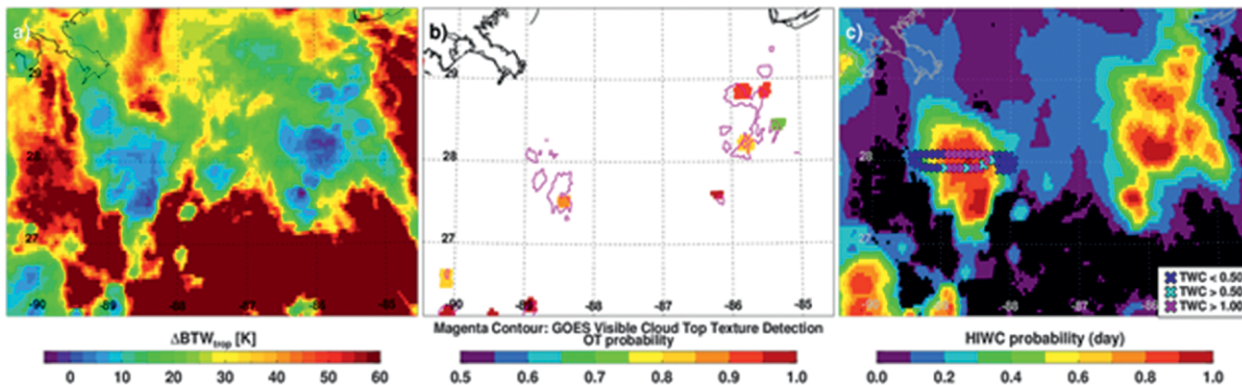 a)
29
28
27
-90
-88
-86
-85
ΔBTWtrop [K]
0 10 20 30 40 50 60
b)
29
28
27
-90
-89
-88
-87
-86
-85
Magenta Contour: GOES Visible Cloud Top Texture Detection
OT probability
0.5 0.6 0.7 0.8 0.9 1.0
c)
28
27
-88
-87
-86
TWC < 0.50
TWC > 0.50
TWC > 1.00
HIWC probability (day)
0.0 0.2 0.4 0.6 0.8 1.0